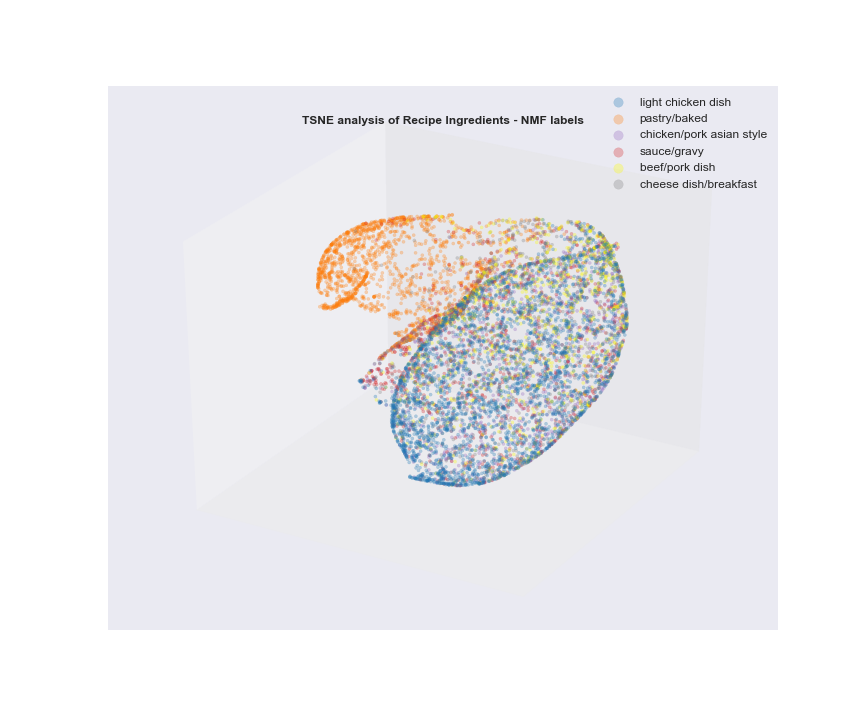 TSNE analysis of Recipe Ingredients - NMF labels
light chicken dish
pastry/baked
chicken/pork asian style
sauce/gravy
beef/pork dish
cheese dish/breakfast